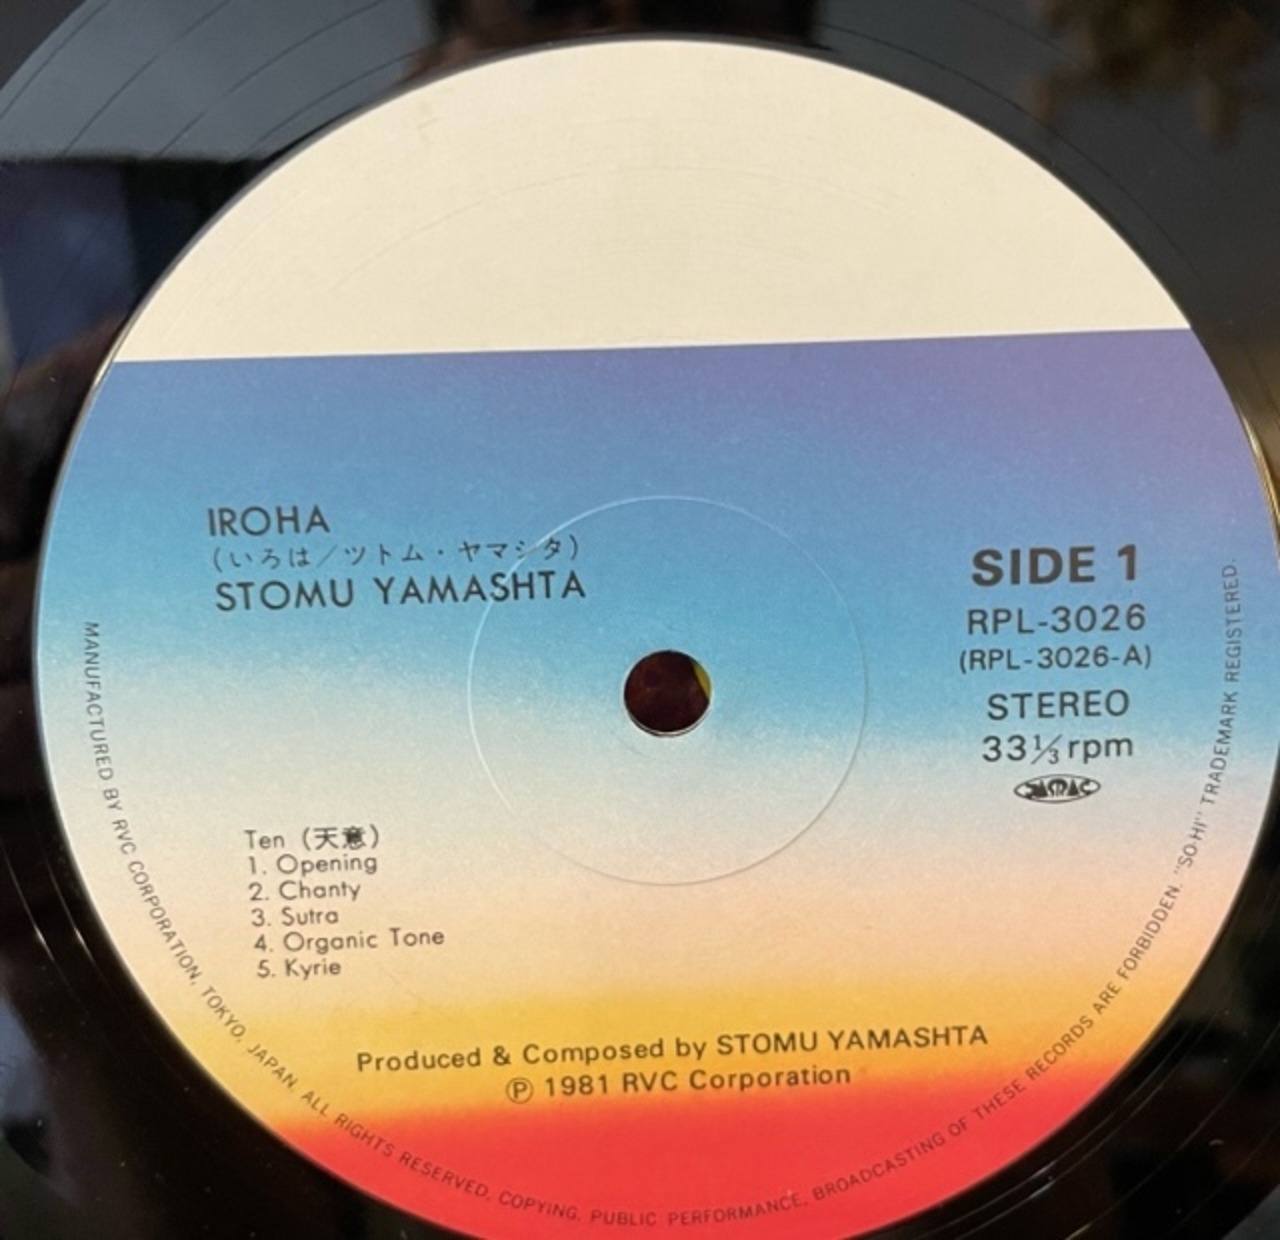 IROHA
(いろは／ツトム・ヤマシタ)
STOMU YAMASHTA
SIDE 1
RPL-3026
(RPL-3026-A)
STEREO
33⅓ rpm
JASRAC
Ten (天意)
1. Opening
2. Chanty
3. Sutra
4. Organic Tone
5. Kyrie
Produced & Composed by STOMU YAMASHTA
Ⓟ 1981 RVC Corporation
MANUFACTURED BY RVC CORPORATION, TOKYO, JAPAN. ALL RIGHTS RESERVED. COPYING, PUBLIC PERFORMANCE, BROADCASTING OF THESE RECORDS ARE FORBIDDEN. "SO-HI" TRADEMARK REGISTERED.